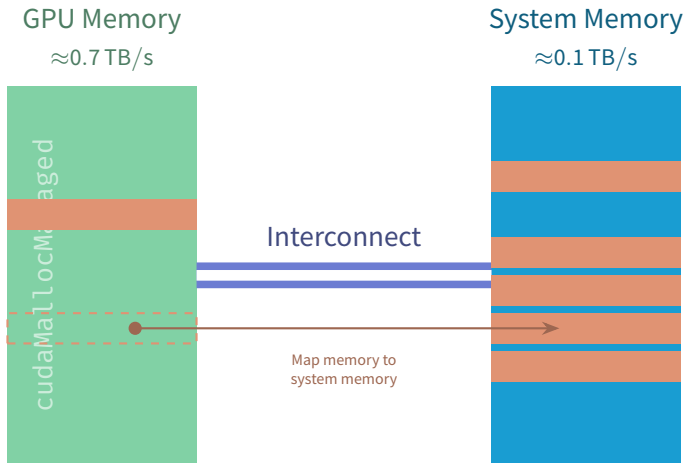 GPU Memory
≈0.7 TB/s
System Memory
≈0.1 TB/s
cudaMallocManaged
Interconnect
Map memory to
system memory